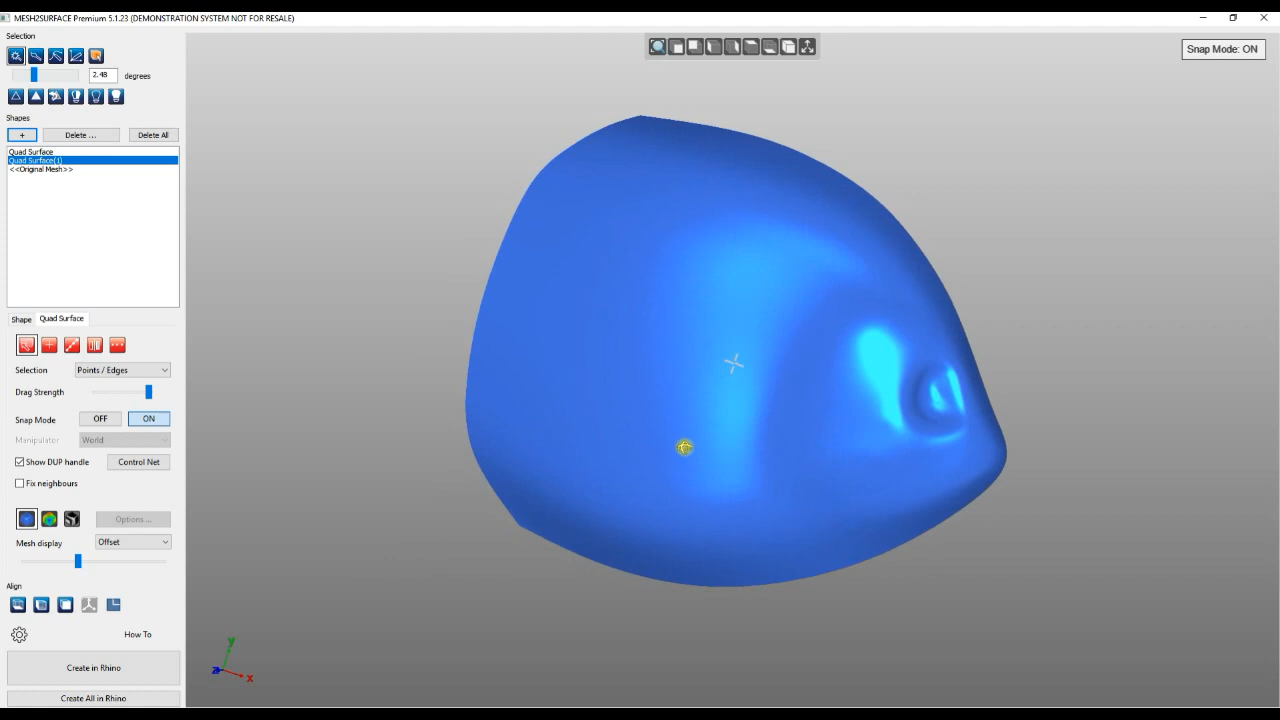 MESH2SURFACE Premium 5.1.23 (DEMONSTRATION SYSTEM NOT FOR RESALE)
Selection
Snap Mode: ON
2.48 degrees
Shapes
+ Delete ... Delete All
Quad Surface
Quad Surface(1)
<<Original Mesh>>
Shape Quad Surface
Selection Points / Edges
Drag Strength
Snap Mode OFF ON
Manipulator World
Show DUP handle Control Net
Fix neighbours
Options ...
Mesh display Offset
Align
How To
Create in Rhino
Create All in Rhino
y
z x